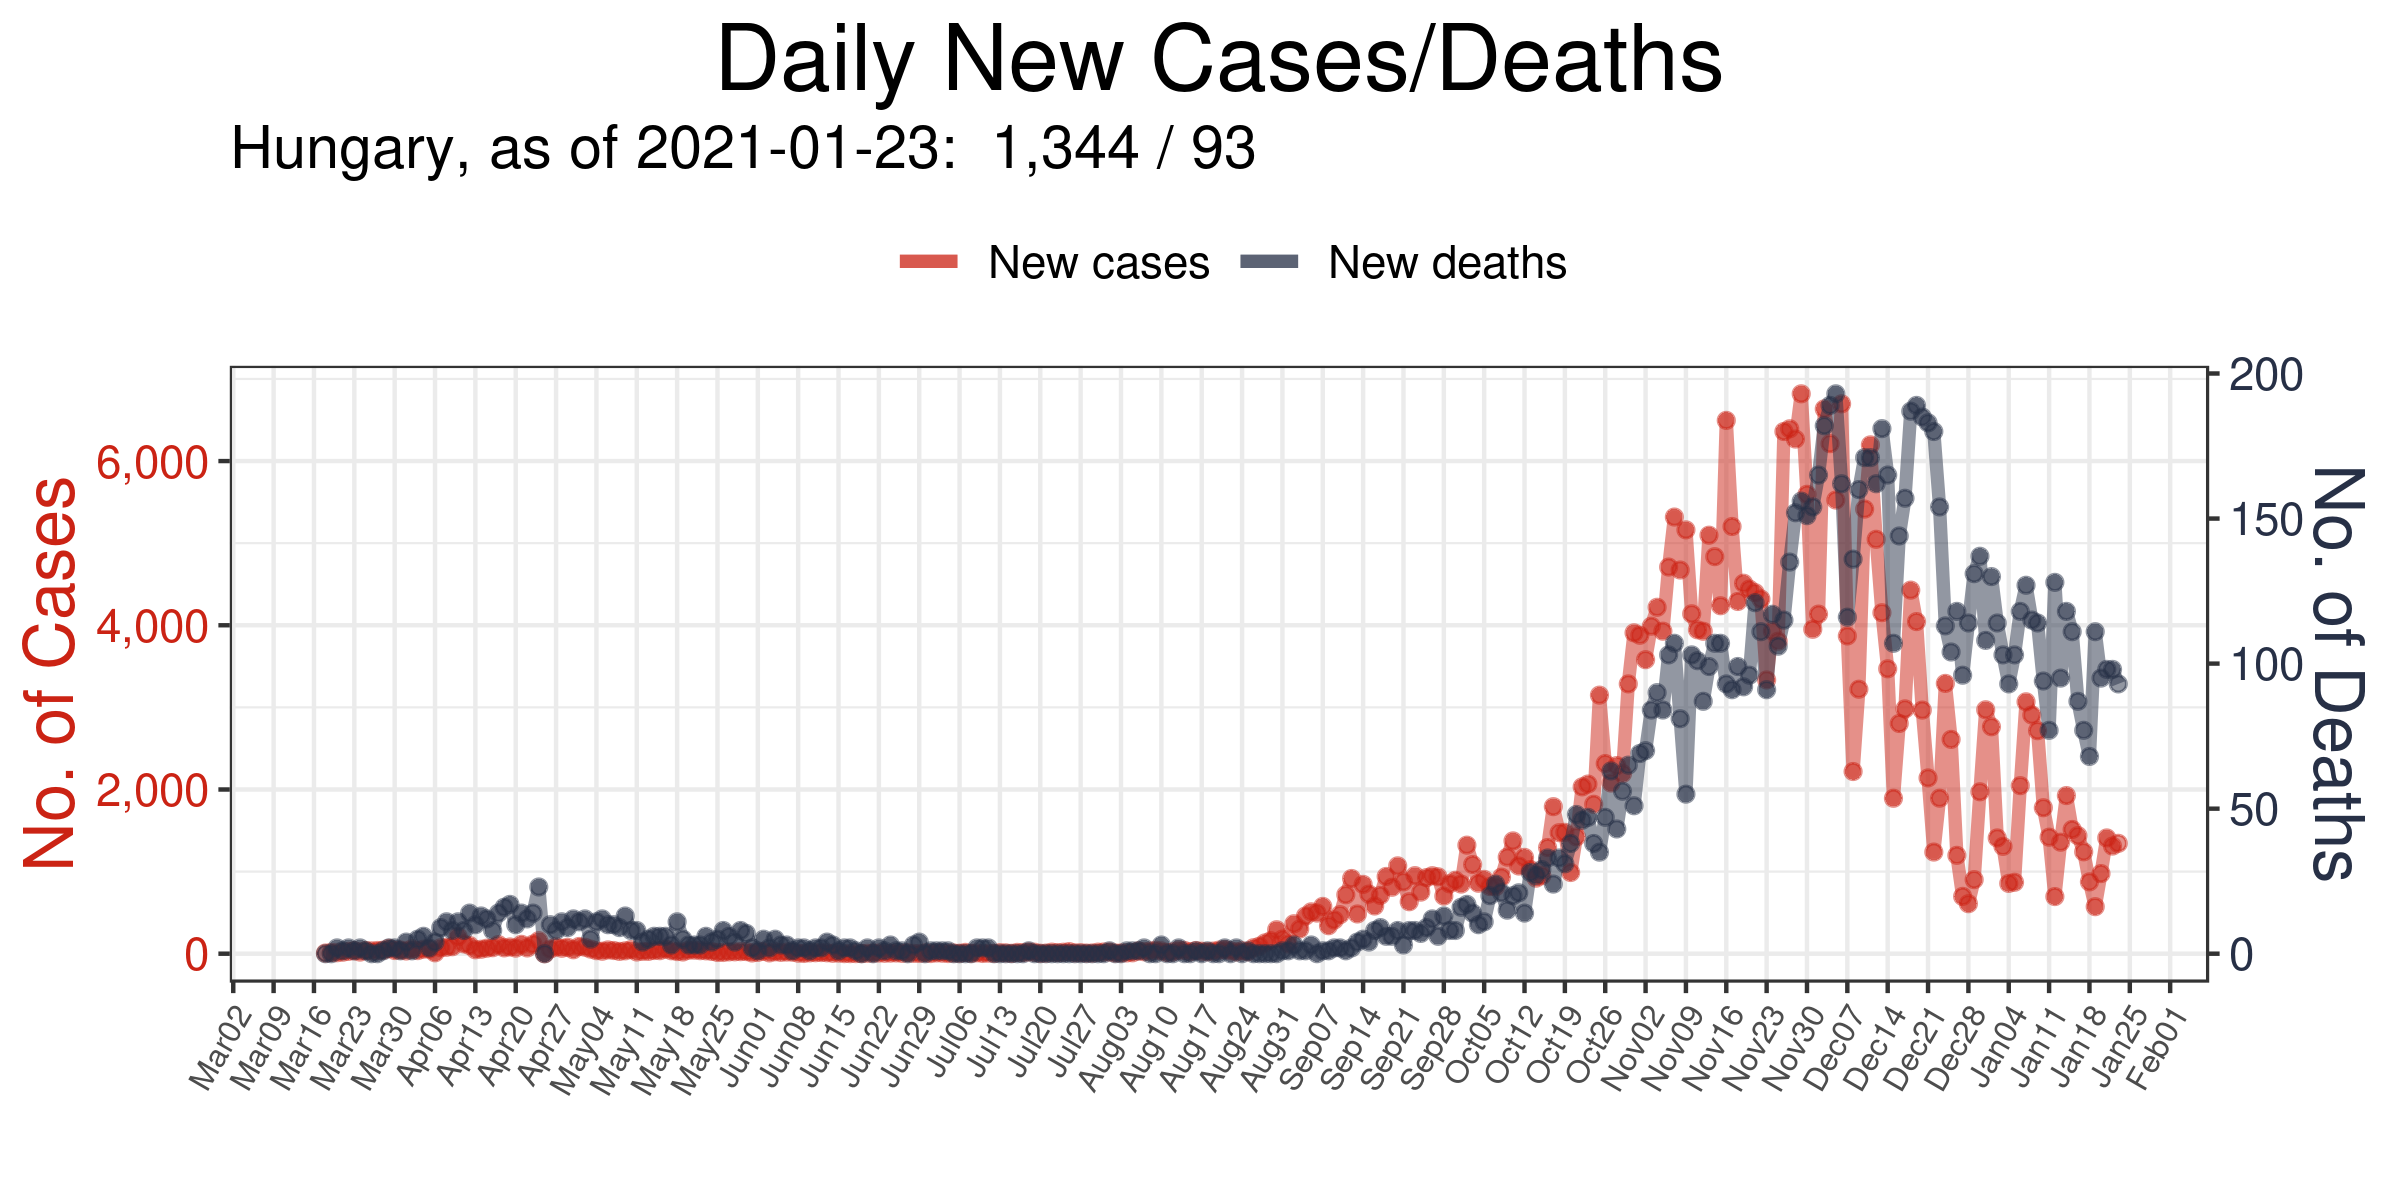 Daily New Cases/Deaths
Hungary, as of 2021-01-23:  1,344 / 93
New cases New deaths
No. of Cases
6,000
4,000
2,000
0
200
150
100
50
0
No. of Deaths
Mar02 Mar09 Mar16 Mar23 Mar30 Apr06 Apr13 Apr20 Apr27 May04 May11 May18 May25 Jun01 Jun08 Jun15 Jun22 Jun29 Jul06 Jul13 Jul20 Jul27 Aug03 Aug10 Aug17 Aug24 Aug31 Sep07 Sep14 Sep21 Sep28 Oct05 Oct12 Oct19 Oct26 Nov02 Nov09 Nov16 Nov23 Nov30 Dec07 Dec14 Dec21 Dec28 Jan04 Jan11 Jan18 Jan25 Feb01